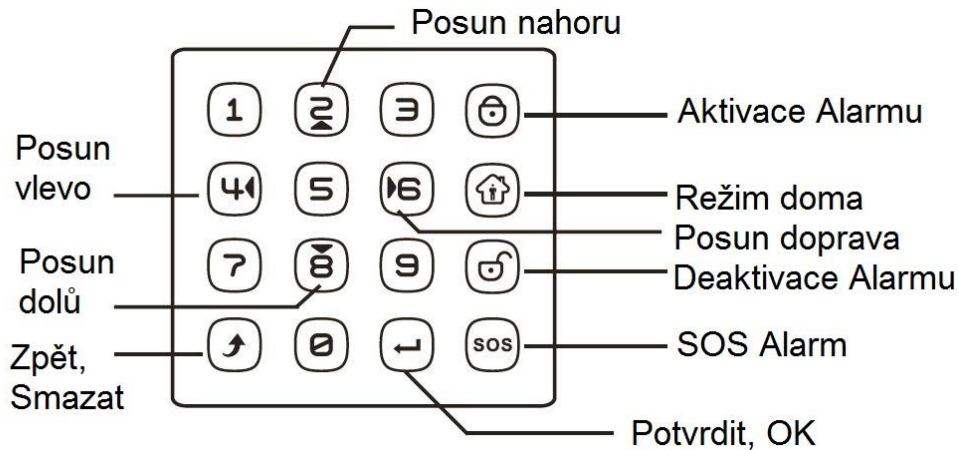 Posun nahoru
1 2 3
Aktivace Alarmu
Posun
vlevo
4 5 6
Režim doma
Posun doprava
Posun
dolů
7 8 9
Deaktivace Alarmu
Zpět,
Smazat
0
SOS
SOS Alarm
Potvrdit, OK